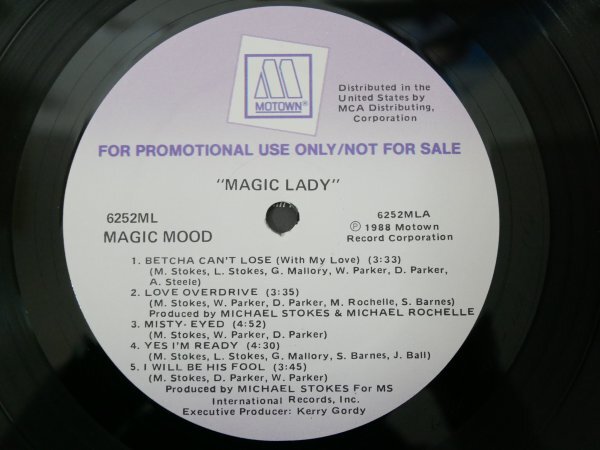 MOTOWN®
Distributed in the
United States by
MCA Distributing,
Corporation
FOR PROMOTIONAL USE ONLY/NOT FOR SALE
"MAGIC LADY"
6252ML
MAGIC MOOD
6252MLA
Ⓟ 1988 Motown
Record Corporation
1. BETCHA CAN'T LOSE (With My Love) (3:33)
(M. Stokes, L. Stokes, G. Mallory, W. Parker, D. Parker,
A. Steele)
2. LOVE OVERDRIVE (3:35)
(M. Stokes, W. Parker, D. Parker, M. Rochelle, S. Barnes)
Produced by MICHAEL STOKES & MICHAEL ROCHELLE
3. MISTY-EYED (4:52)
(M. Stokes, W. Parker, D. Parker)
4. YES I'M READY (4:30)
(M. Stokes, L. Stokes, G. Mallory, S. Barnes, J. Ball)
5. I WILL BE HIS FOOL (3:45)
(M. Stokes, D. Parker, W. Parker)
Produced by MICHAEL STOKES For MS
International Records, Inc.
Executive Producer: Kerry Gordy